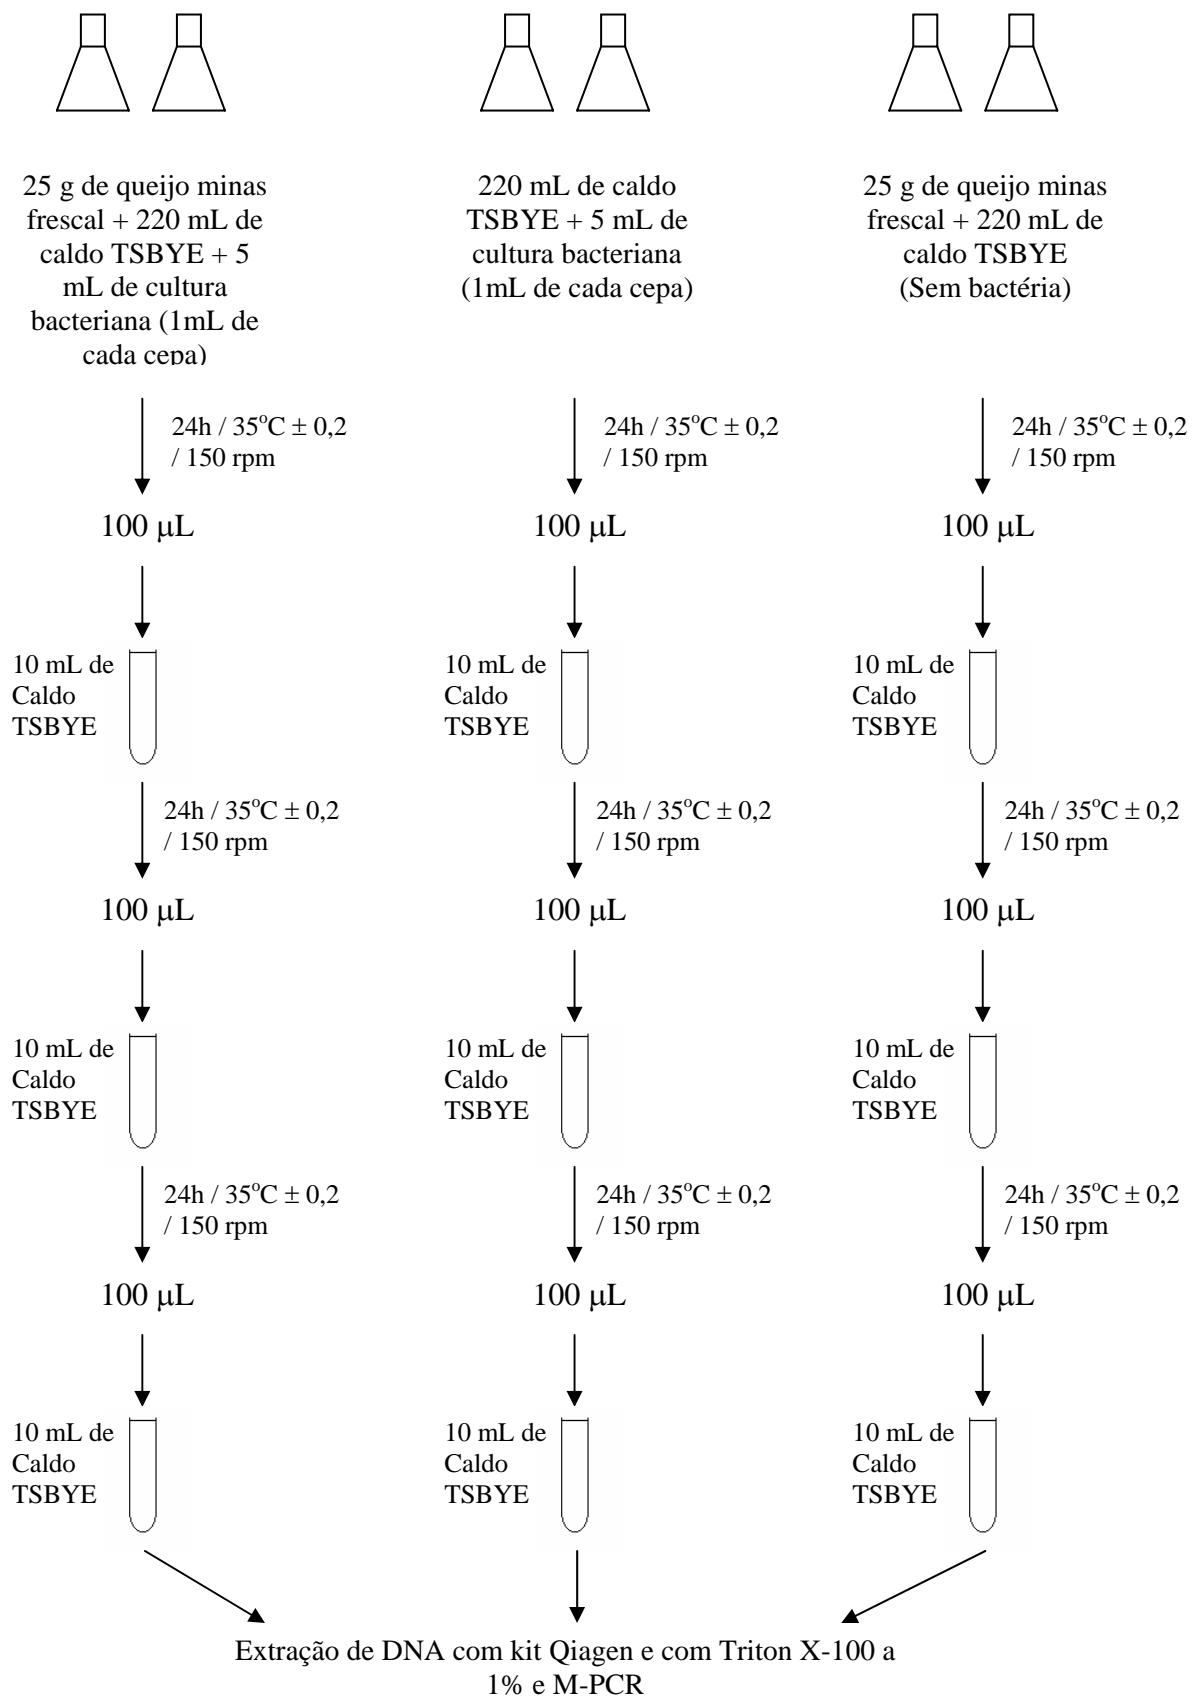 25 g de queijo minas
frescal + 220 mL de
caldo TSBYE + 5
mL de cultura
bacteriana (1mL de
cada cepa)
220 mL de caldo
TSBYE + 5 mL de
cultura bacteriana
(1mL de cada cepa)
25 g de queijo minas
frescal + 220 mL de
caldo TSBYE
(Sem bactéria)
24h / 35°C ± 0,2
/ 150 rpm
24h / 35°C ± 0,2
/ 150 rpm
24h / 35°C ± 0,2
/ 150 rpm
100 µL
100 µL
100 µL
10 mL de
Caldo
TSBYE
10 mL de
Caldo
TSBYE
10 mL de
Caldo
TSBYE
24h / 35°C ± 0,2
/ 150 rpm
24h / 35°C ± 0,2
/ 150 rpm
24h / 35°C ± 0,2
/ 150 rpm
100 µL
100 µL
100 µL
10 mL de
Caldo
TSBYE
10 mL de
Caldo
TSBYE
10 mL de
Caldo
TSBYE
24h / 35°C ± 0,2
/ 150 rpm
24h / 35°C ± 0,2
/ 150 rpm
24h / 35°C ± 0,2
/ 150 rpm
100 µL
100 µL
100 µL
10 mL de
Caldo
TSBYE
10 mL de
Caldo
TSBYE
10 mL de
Caldo
TSBYE
Extração de DNA com kit Qiagen e com Triton X-100 a
1% e M-PCR